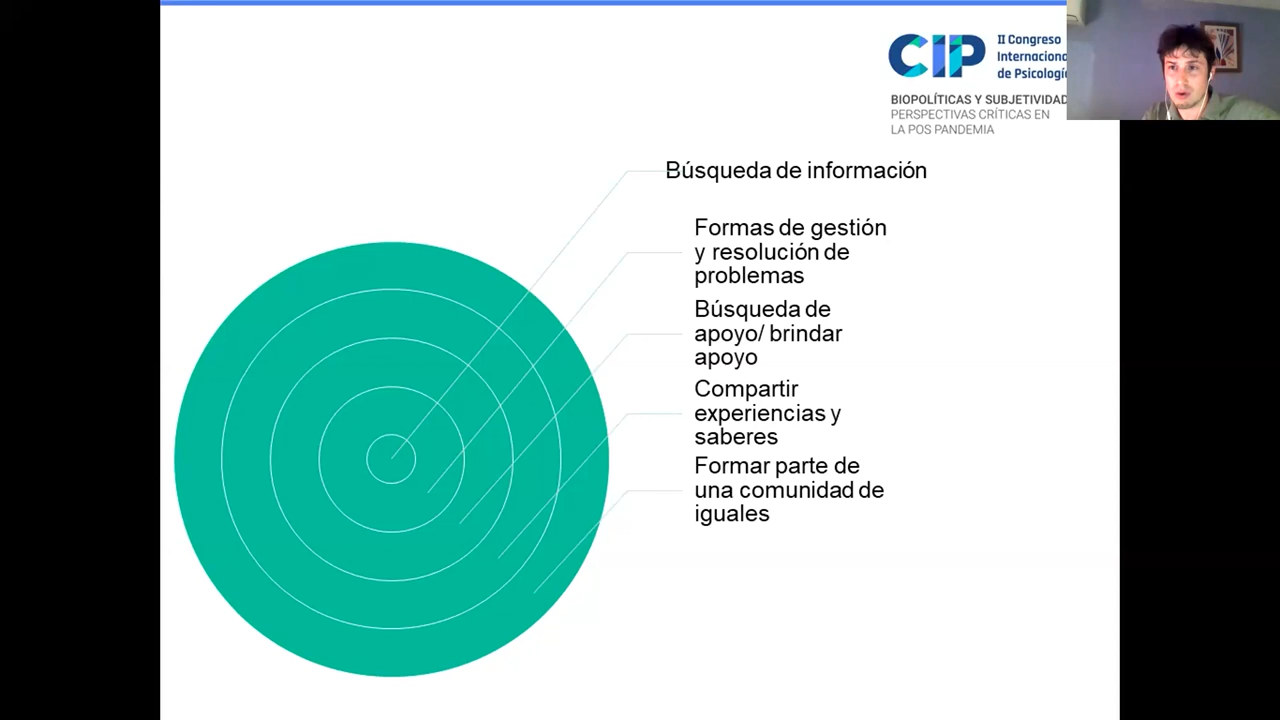 CIP
II Congreso
Internaciona
de Psicologí
BIOPOLÍTICAS Y SUBJETIVIDAD
PERSPECTIVAS CRÍTICAS EN
LA POS PANDEMIA
Búsqueda de información
Formas de gestión
y resolución de
problemas
Búsqueda de
apoyo/ brindar
apoyo
Compartir
experiencias y
saberes
Formar parte de
una comunidad de
iguales